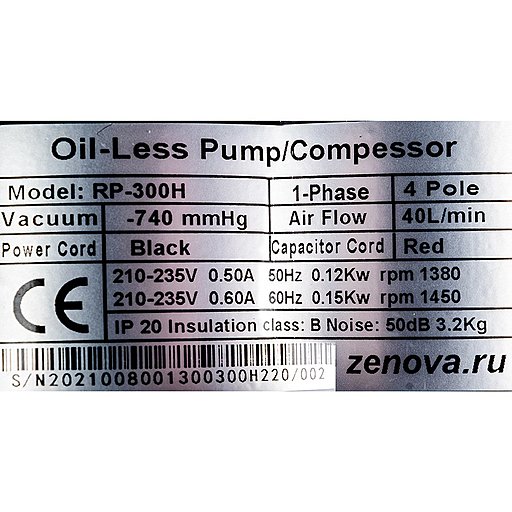 Oil-Less Pump/Compessor
Model: RP-300H 1-Phase 4 Pole
Vacuum -740 mmHg Air Flow 40L/min
Power Cord Black Capacitor Cord Red
CE 210-235V 0.50A 50Hz 0.12Kw rpm 1380
210-235V 0.60A 60Hz 0.15Kw rpm 1450
IP 20 Insulation class: B Noise: 50dB 3.2Kg
zenova.ru
S/N2021008001300300H220/002